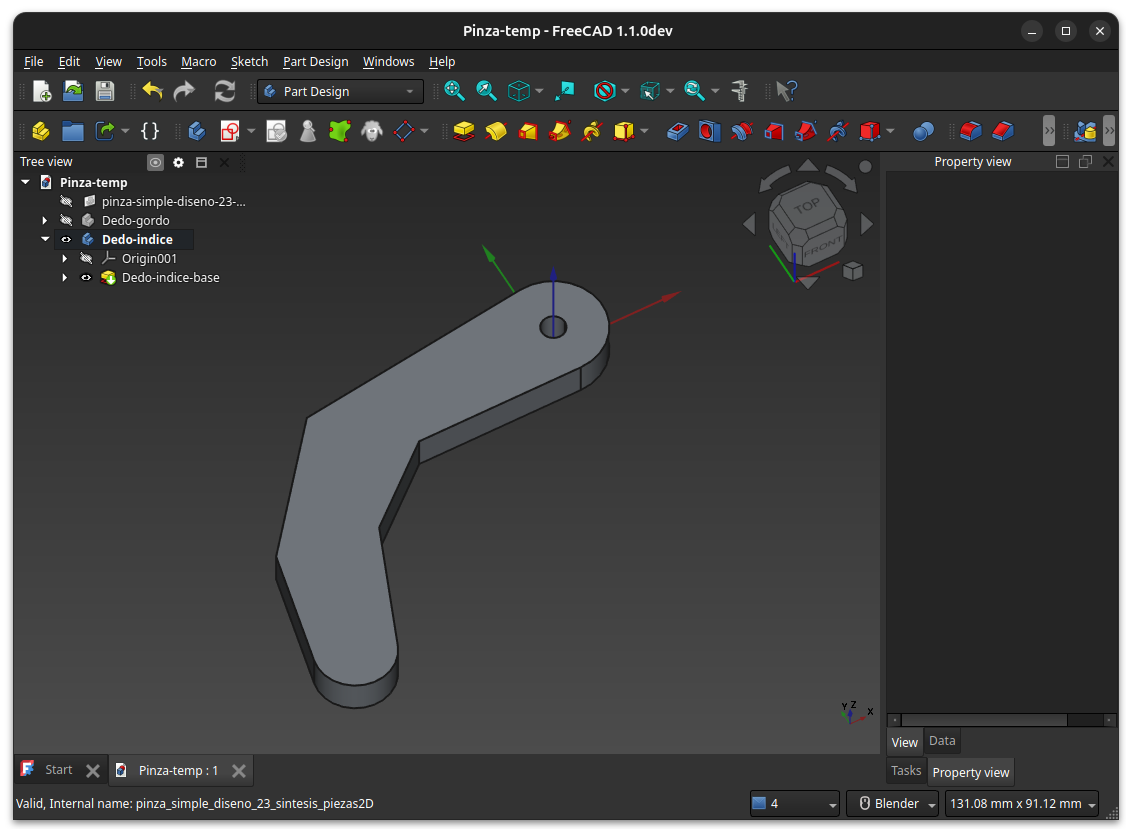 Pinza-temp - FreeCAD 1.1.0dev
File Edit View Tools Macro Sketch Part Design Windows Help
Part Design
Tree view
Property view
Pinza-temp
pinza-simple-diseno-23-...
Dedo-gordo
Dedo-indice
Origin001
Dedo-indice-base
TOP
FRONT
Y Z X
View Data
Start
Pinza-temp : 1
Tasks Property view
Valid, Internal name: pinza_simple_diseno_23_sintesis_piezas2D
4
Blender
131.08 mm x 91.12 mm